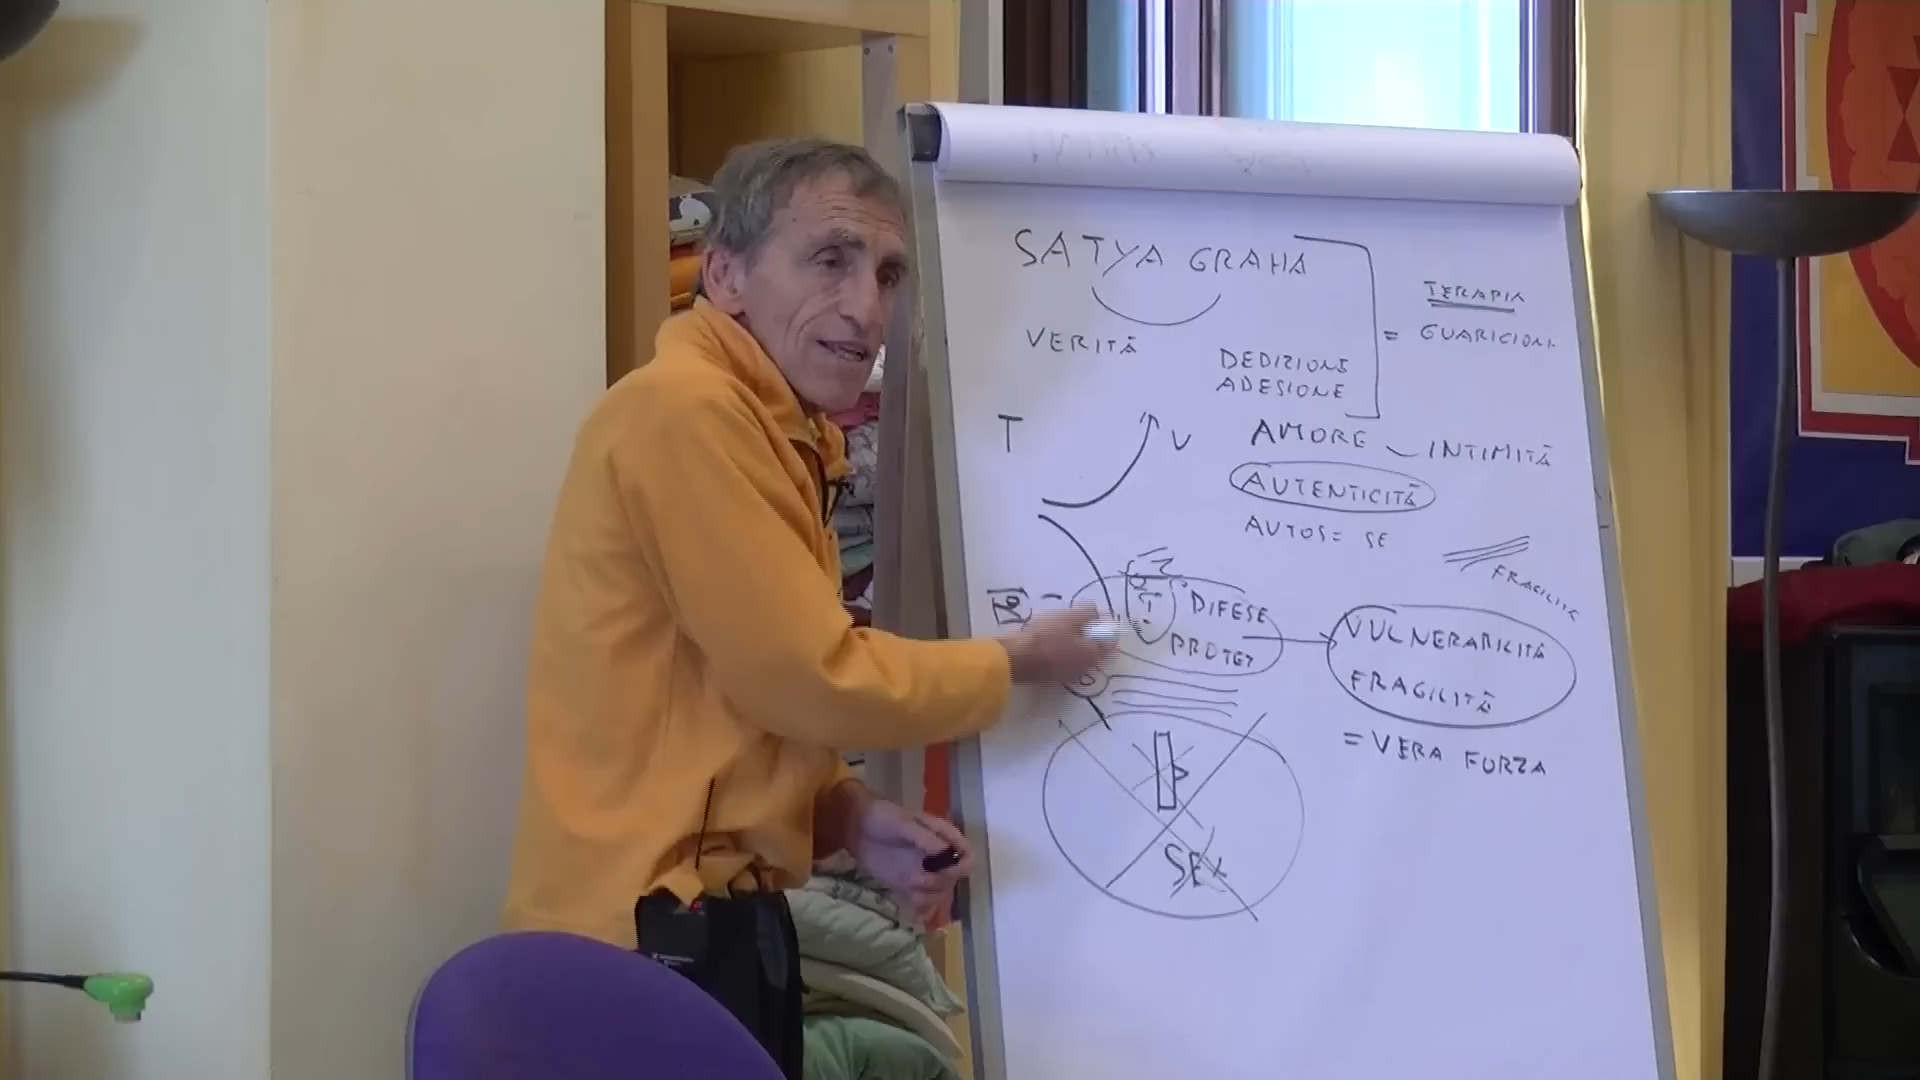 SATYA GRAHA
TERAPIA
= GUARIGIONE
VERITÀ
DEDIZIONE
ADESIONE
T
V
AMORE - INTIMITÀ
AUTENTICITÀ
AUTOS = SE
FRAGILITÀ
DIFESE
PROTEZ
VULNERABILITÀ
FRAGILITÀ
= VERA FORZA
SEX